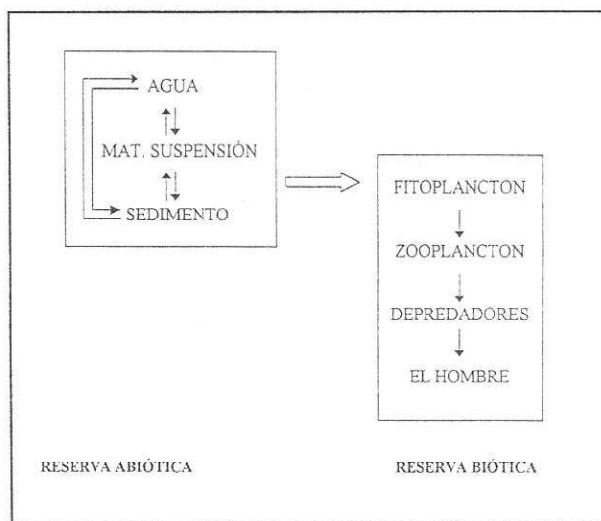 AGUA
MAT. SUSPENSIÓN
SEDIMENTO
FITOPLANCTON
ZOOPLANCTON
DEPREDADORES
EL HOMBRE
RESERVA ABIÓTICA
RESERVA BIÓTICA